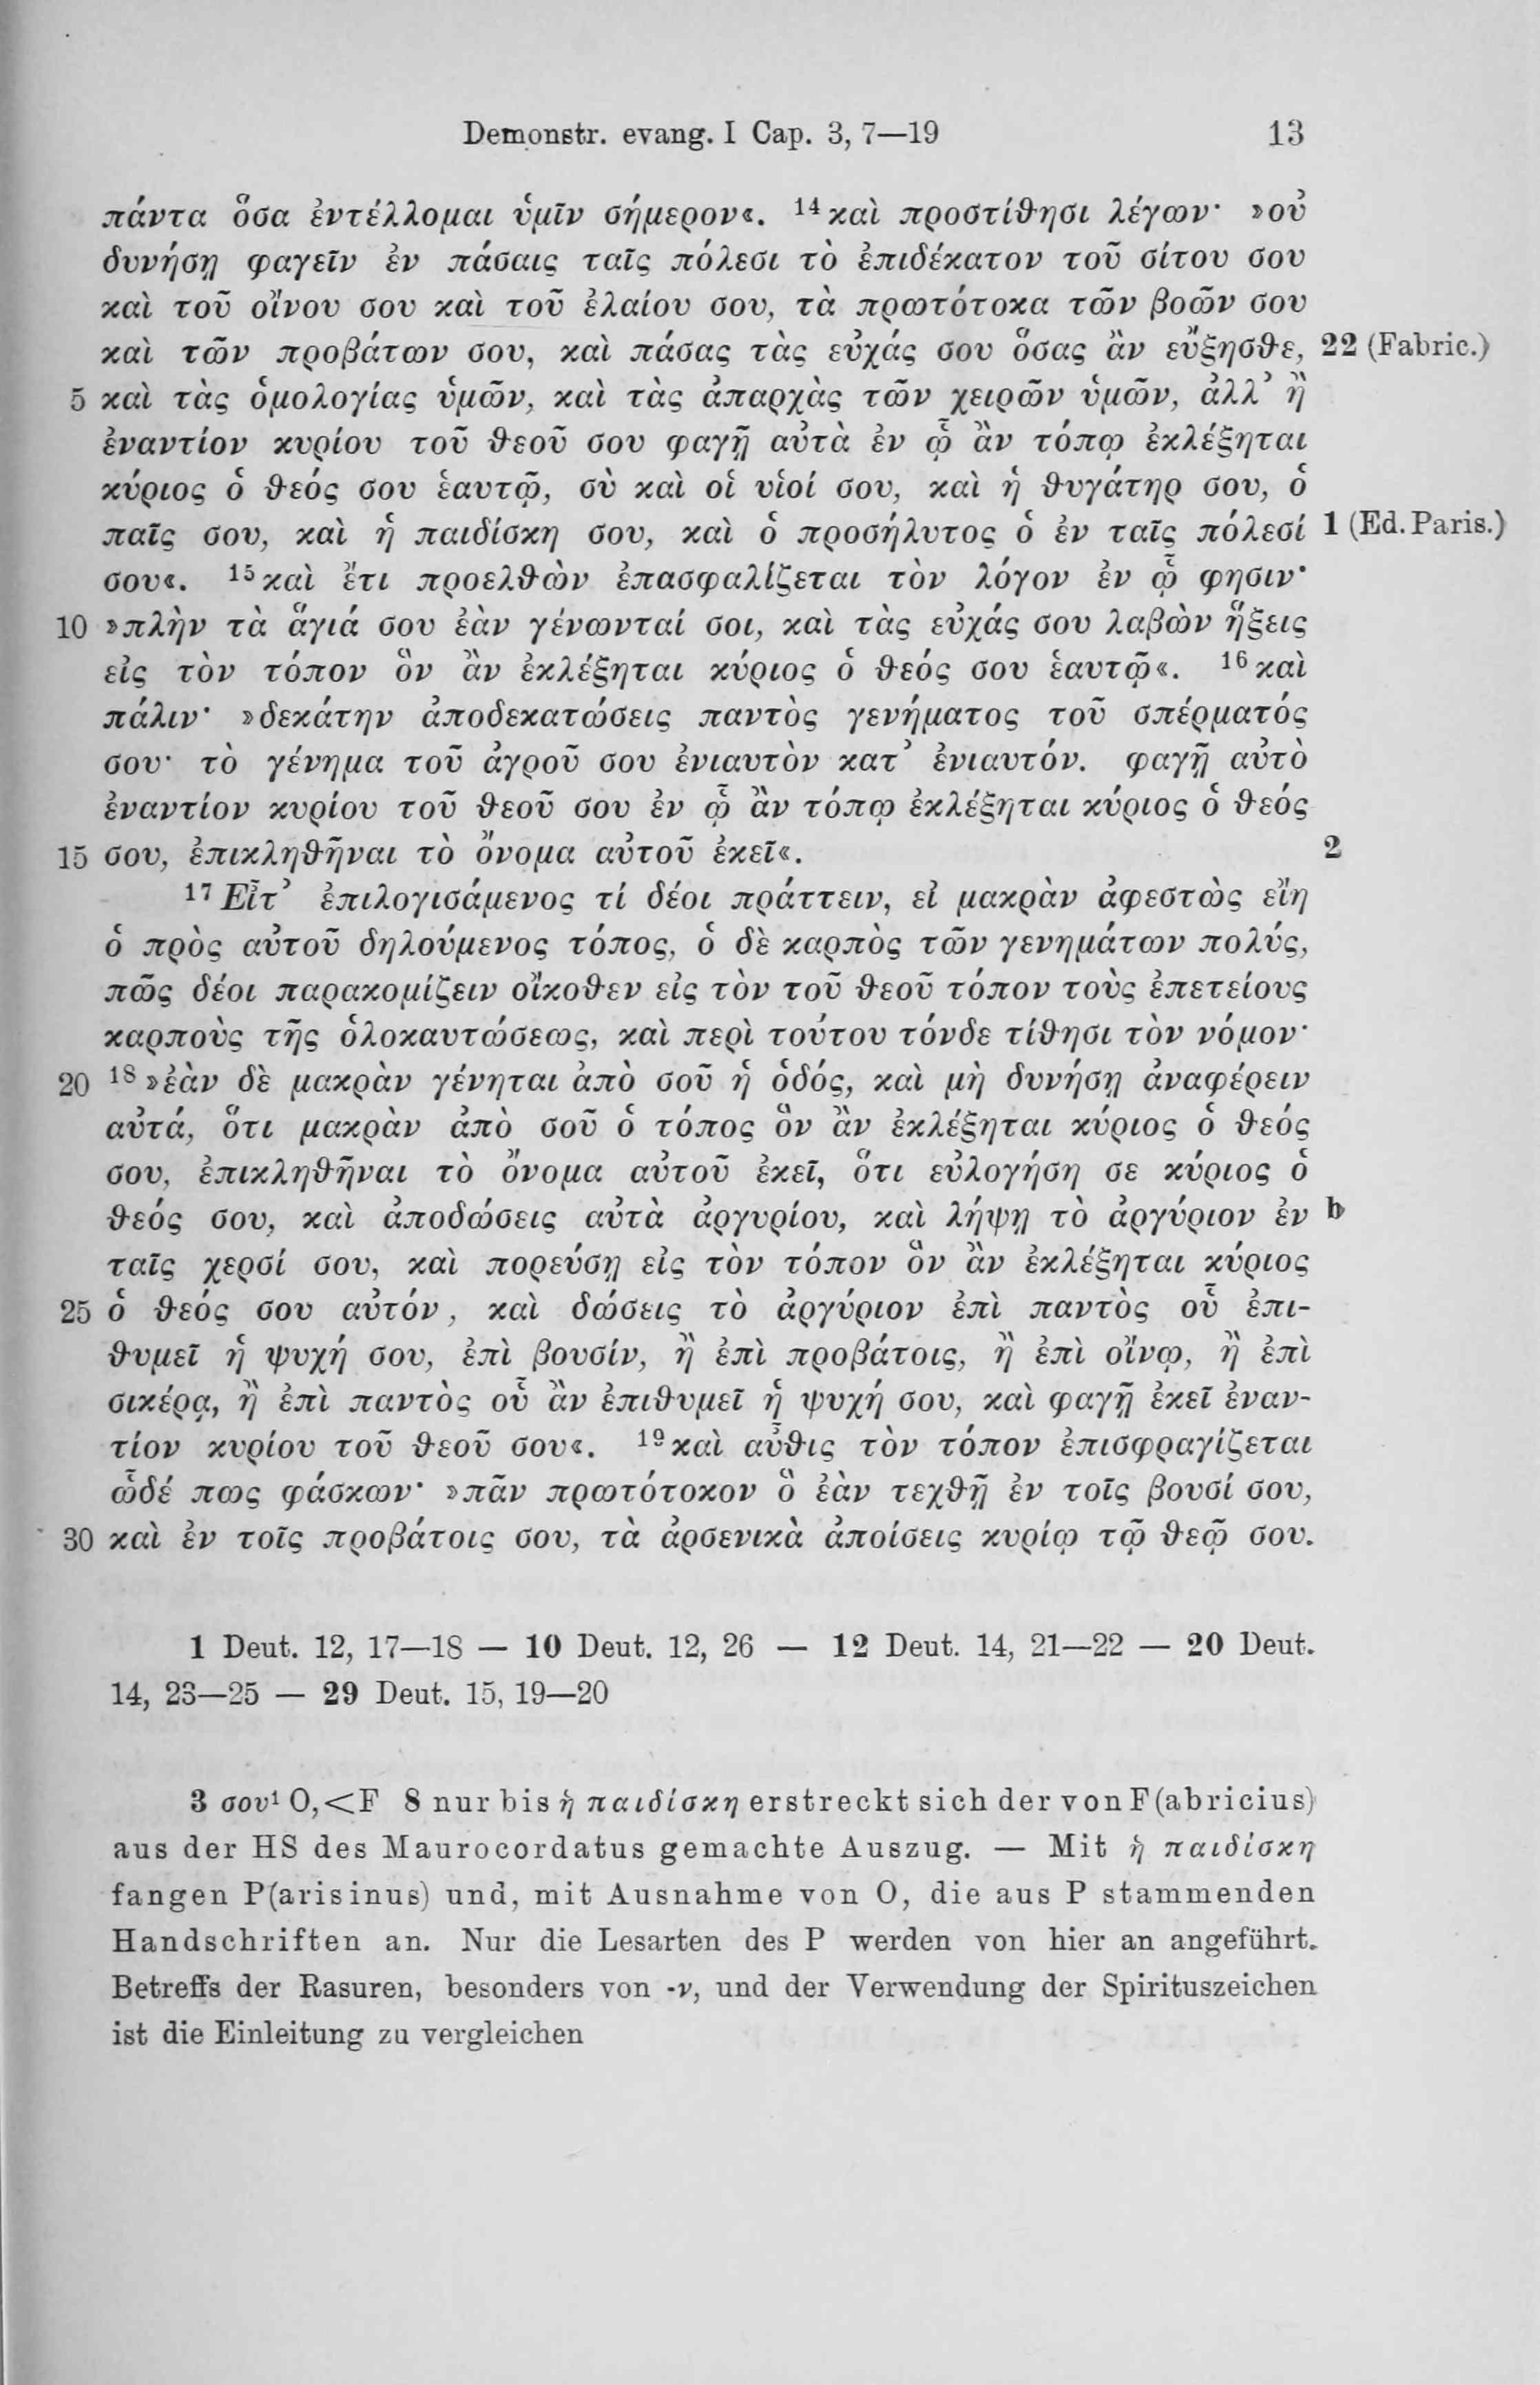 Demonstr. evang. I Cap. 3, 7—19 13
πάντα ὅσα ἐντέλλομαι ὑμῖν σήμερον«. ¹⁴καὶ προστίθησι λέγων· »οὐ
δυνήσῃ φαγεῖν ἐν πάσαις ταῖς πόλεσι τὸ ἐπιδέκατον τοῦ σίτου σου
καὶ τοῦ οἴνου σου καὶ τοῦ ἐλαίου σου, τὰ πρωτότοκα τῶν βοῶν σου
καὶ τῶν προβάτων σου, καὶ πάσας τὰς εὐχάς σου ὅσας ἂν εὔξησθε, 22 (Fabric.)
5 καὶ τὰς ὁμολογίας ὑμῶν, καὶ τὰς ἀπαρχὰς τῶν χειρῶν ὑμῶν, ἀλλ᾽ ἢ
ἐναντίον κυρίου τοῦ θεοῦ σου φαγῇ αὐτὰ ἐν ᾧ ἂν τόπῳ ἐκλέξηται
κύριος ὁ θεός σου ἑαυτῷ, σὺ καὶ οἱ υἱοί σου, καὶ ἡ θυγάτηρ σου, ὁ
παῖς σου, καὶ ἡ παιδίσκη σου, καὶ ὁ προσήλυτος ὁ ἐν ταῖς πόλεσί 1 (Ed. Paris.)
σου«. ¹⁵καὶ ἔτι προελθὼν ἐπασφαλίζεται τὸν λόγον ἐν ᾧ φησιν·
10 »πλὴν τὰ ἅγιά σου ἐὰν γένωνταί σοι, καὶ τὰς εὐχάς σου λαβὼν ἥξεις
εἰς τὸν τόπον ὃν ἂν ἐκλέξηται κύριος ὁ θεός σου ἑαυτῷ«. ¹⁶καὶ
πάλιν· »δεκάτην ἀποδεκατώσεις παντὸς γενήματος τοῦ σπέρματός
σου· τὸ γένημα τοῦ ἀγροῦ σου ἐνιαυτὸν κατ᾽ ἐνιαυτόν. φαγῇ αὐτὸ
ἐναντίον κυρίου τοῦ θεοῦ σου ἐν ᾧ ἂν τόπῳ ἐκλέξηται κύριος ὁ θεός
15 σου, ἐπικληθῆναι τὸ ὄνομα αὐτοῦ ἐκεῖ«. 2
¹⁷Εἶτ᾽ ἐπιλογισάμενος τί δέοι πράττειν, εἰ μακρὰν ἀφεστὼς εἴη
ὁ πρὸς αὐτοῦ δηλούμενος τόπος, ὁ δὲ καρπὸς τῶν γενημάτων πολύς,
πῶς δέοι παρακομίζειν οἴκοθεν εἰς τὸν τοῦ θεοῦ τόπον τοὺς ἐπετείους
καρποὺς τῆς ὁλοκαυτώσεως, καὶ περὶ τούτου τόνδε τίθησι τὸν νόμον·
20 ¹⁸»ἐὰν δὲ μακρὰν γένηται ἀπὸ σοῦ ἡ ὁδός, καὶ μὴ δυνήσῃ ἀναφέρειν
αὐτά, ὅτι μακρὰν ἀπὸ σοῦ ὁ τόπος ὃν ἂν ἐκλέξηται κύριος ὁ θεός
σου, ἐπικληθῆναι τὸ ὄνομα αὐτοῦ ἐκεῖ, ὅτι εὐλογήση σε κύριος ὁ
θεός σου, καὶ ἀποδώσεις αὐτὰ ἀργυρίου, καὶ λήψῃ τὸ ἀργύριον ἐν b
ταῖς χερσί σου, καὶ πορεύσῃ εἰς τὸν τόπον ὃν ἂν ἐκλέξηται κύριος
25 ὁ θεός σου αὐτόν, καὶ δώσεις τὸ ἀργύριον ἐπὶ παντὸς οὗ ἐπι-
θυμεῖ ἡ ψυχή σου, ἐπὶ βουσίν, ἢ ἐπὶ προβάτοις, ἢ ἐπὶ οἴνῳ, ἢ ἐπὶ
σικέρᾳ, ἢ ἐπὶ παντὸς οὗ ἂν ἐπιθυμεῖ ἡ ψυχή σου, καὶ φαγῇ ἐκεῖ ἐναν-
τίον κυρίου τοῦ θεοῦ σου«. ¹⁹καὶ αὖθις τὸν τόπον ἐπισφραγίζεται
ὧδέ πως φάσκων· »πᾶν πρωτότοκον ὃ ἐὰν τεχθῇ ἐν τοῖς βουσί σου,
30 καὶ ἐν τοῖς προβάτοις σου, τὰ ἀρσενικὰ ἀποίσεις κυρίῳ τῷ θεῷ σου.
1 Deut. 12, 17—18 — 10 Deut. 12, 26 — 12 Deut. 14, 21—22 — 20 Deut.
14, 23—25 — 29 Deut. 15, 19—20
3 σου¹ O,<F 8 nur bis ἡ παιδίσκη erstreckt sich der von F(abricius)
aus der HS des Maurocordatus gemachte Auszug. — Mit ἡ παιδίσκη
fangen P(arisinus) und, mit Ausnahme von O, die aus P stammenden
Handschriften an. Nur die Lesarten des P werden von hier an angeführt.
Betreffs der Rasuren, besonders von -ν, und der Verwendung der Spirituszeichen
ist die Einleitung zu vergleichen